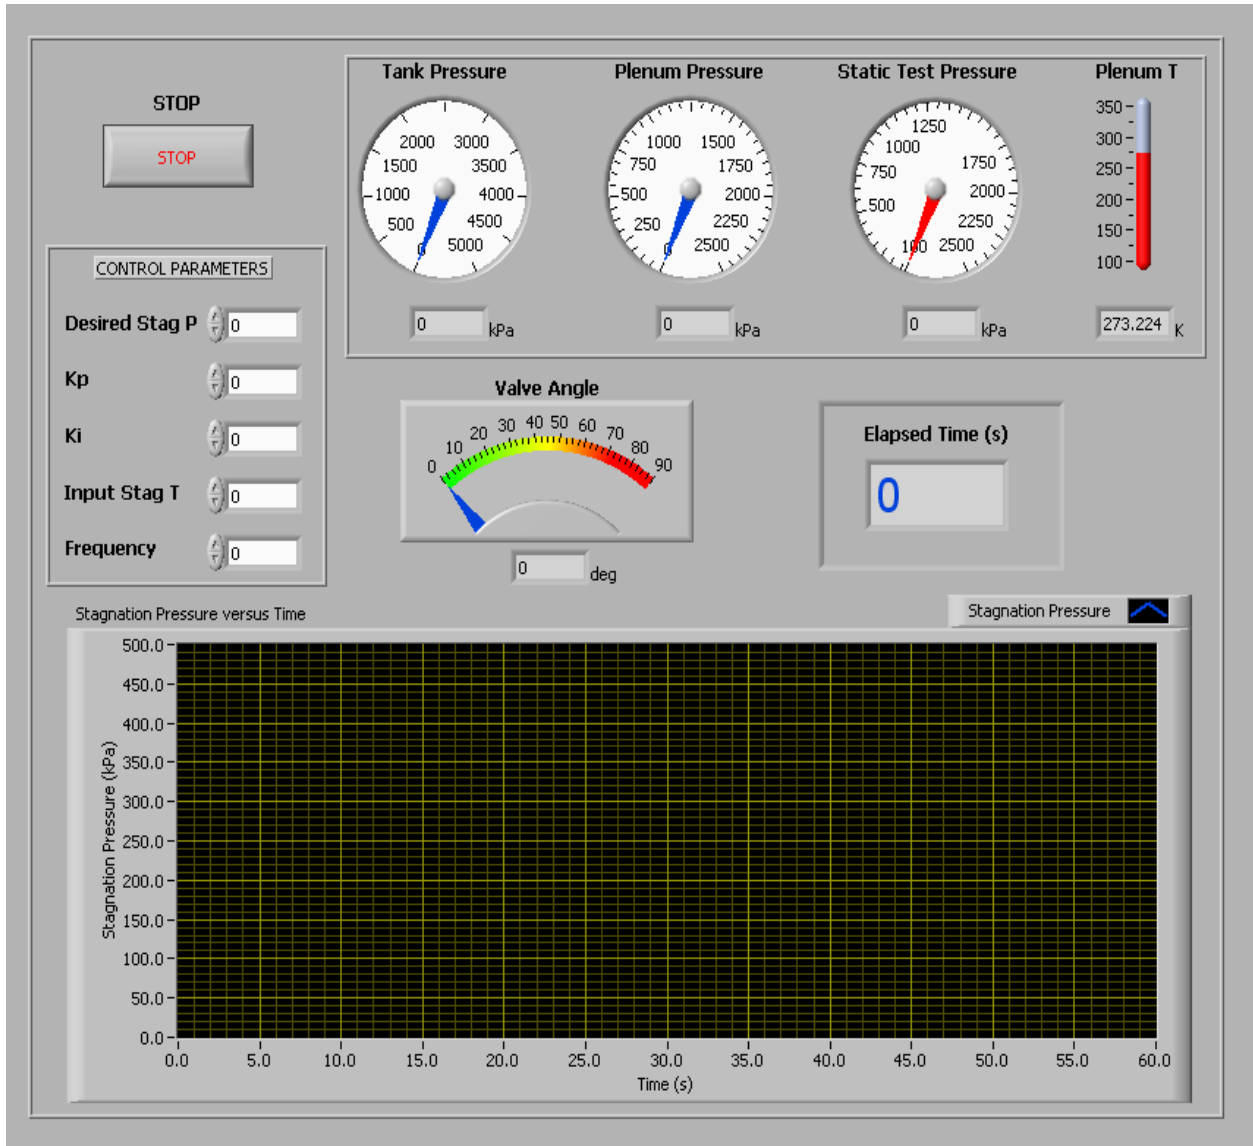 STOP
STOP
Tank Pressure
0
500
1000
1500
2000
3000
3500
4000
4500
5000
0 kPa
Plenum Pressure
0
250
500
750
1000
1500
1750
2000
2250
2500
0 kPa
Static Test Pressure
100
500
750
1000
1250
1750
2000
2250
2500
0 kPa
Plenum T
350
300
250
200
150
100
273.224 K
CONTROL PARAMETERS
Desired Stag P 0
Kp 0
Ki 0
Input Stag T 0
Frequency 0
Valve Angle
0 10 20 30 40 50 60 70 80 90
0 deg
Elapsed Time (s)
0
Stagnation Pressure versus Time
Stagnation Pressure
Stagnation Pressure (kPa)
500.0
450.0
400.0
350.0
300.0
250.0
200.0
150.0
100.0
50.0
0.0
0.0 5.0 10.0 15.0 20.0 25.0 30.0 35.0 40.0 45.0 50.0 55.0 60.0
Time (s)